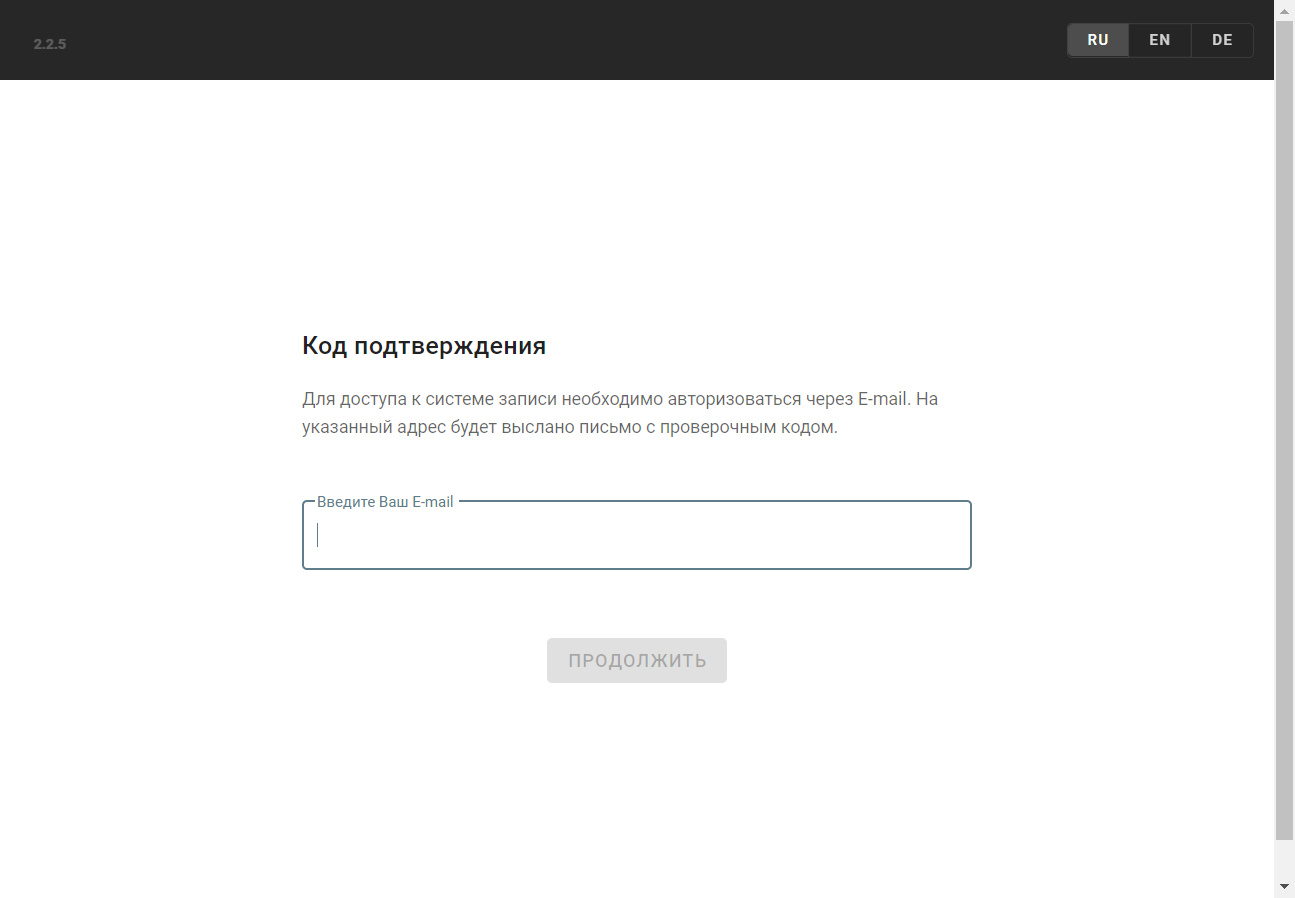 2.2.5
RU EN DE
Код подтверждения
Для доступа к системе записи необходимо авторизоваться через E-mail. На
указанный адрес будет выслано письмо с проверочным кодом.
Введите Ваш E-mail
ПРОДОЛЖИТЬ